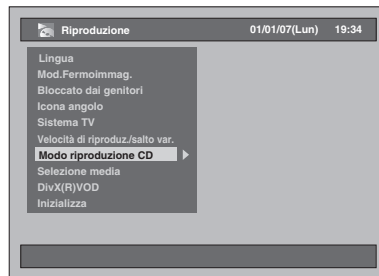 Riproduzione 01/01/07(Lun) 19:34
Lingua
Mod.Fermoimmag.
Bloccato dai genitori
Icona angolo
Sistema TV
Velocità di riproduz./salto var.
Modo riproduzione CD
Selezione media
DivX(R)VOD
Inizializza